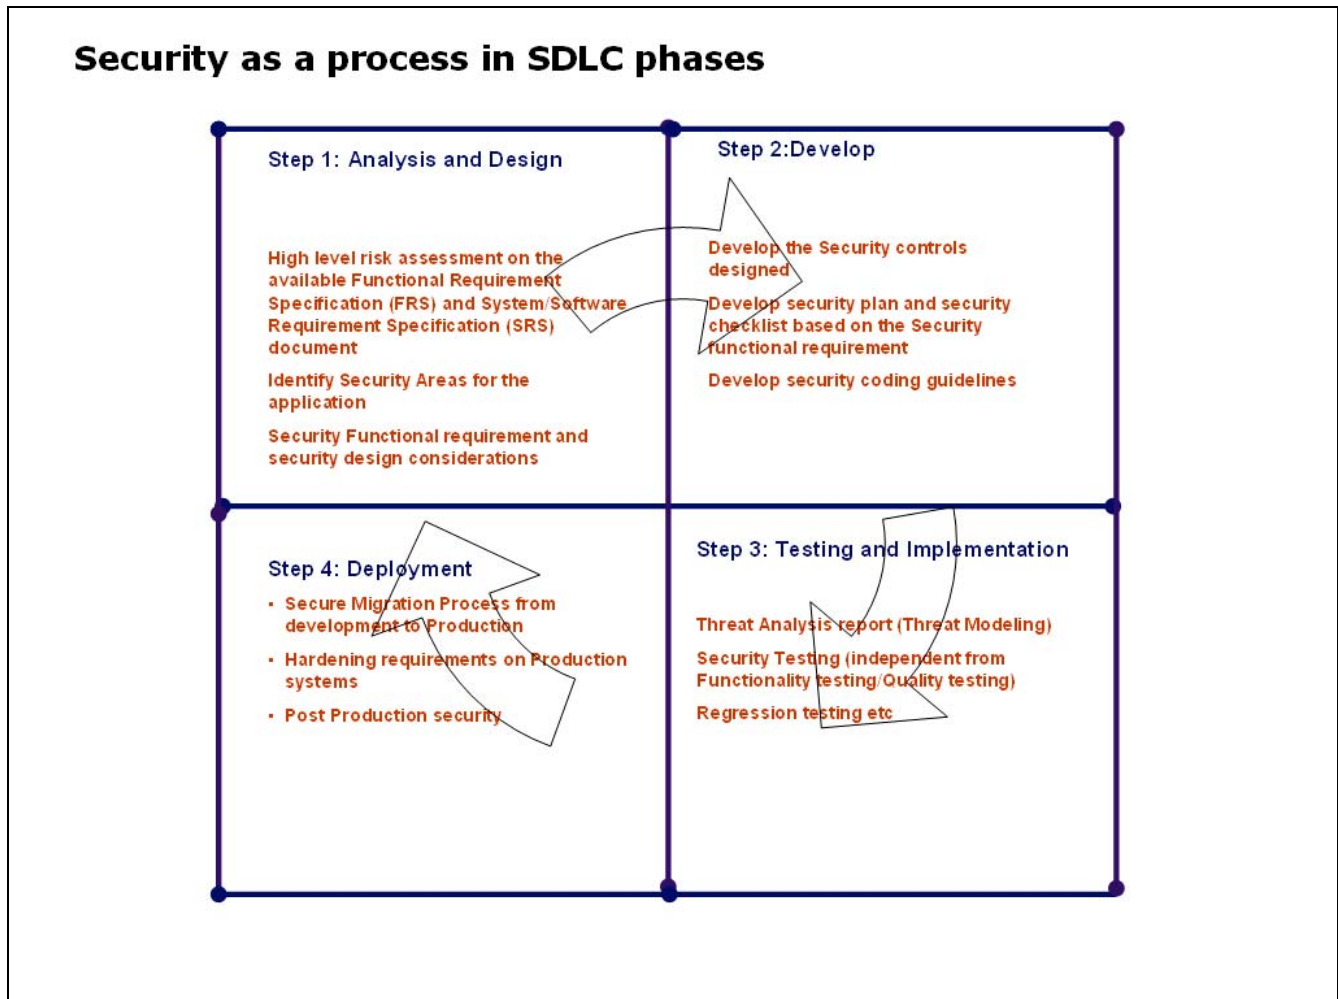 Security as a process in SDLC phases
Step 1: Analysis and Design
High level risk assessment on the
available Functional Requirement
Specification (FRS) and System/Software
Requirement Specification (SRS)
document
Identify Security Areas for the
application
Security Functional requirement and
security design considerations
Step 2:Develop
Develop the Security controls
designed
Develop security plan and security
checklist based on the Security
functional requirement
Develop security coding guidelines
Step 3: Testing and Implementation
Threat Analysis report (Threat Modeling)
Security Testing (independent from
Functionality testing/Quality testing)
Regression testing etc
Step 4: Deployment
▪ Secure Migration Process from
development to Production
▪ Hardening requirements on Production
systems
▪ Post Production security